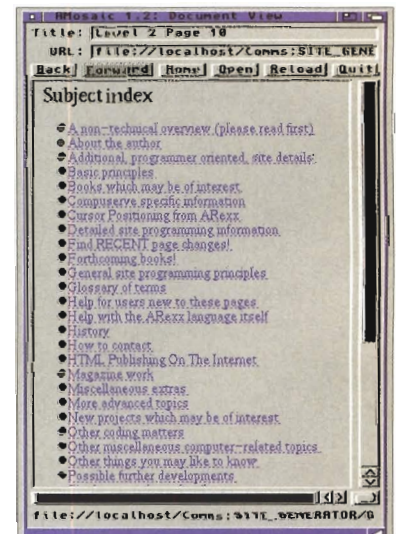 AMosaic 1.2: Document View
Title: Level 2 Page 10
URL: file://localhost/Comms:SITE_GENE
Back Forward Home Open Reload Quit
Subject index
A non-technical overview (please read first)
About the author
Additional, programmer oriented, site details
Basic principles
Books which may be of interest
Compuserve specific information
Cursor Positioning from ARexx
Detailed site programming information
Find RECENT page changes!
Forthcoming books!
General site programming principles
Glossary of terms
Help for users new to these pages
Help with the ARexx language itself
History
How to contact
HTML Publishing On The Internet
Magazine work
Miscellaneous extras
More advanced topics
New projects which may be of interest
Other coding matters
Other miscellaneous computer-related topics
Other things you may like to know
Possible further developments
file://localhost/Comms:SITE_GENERATOR/0